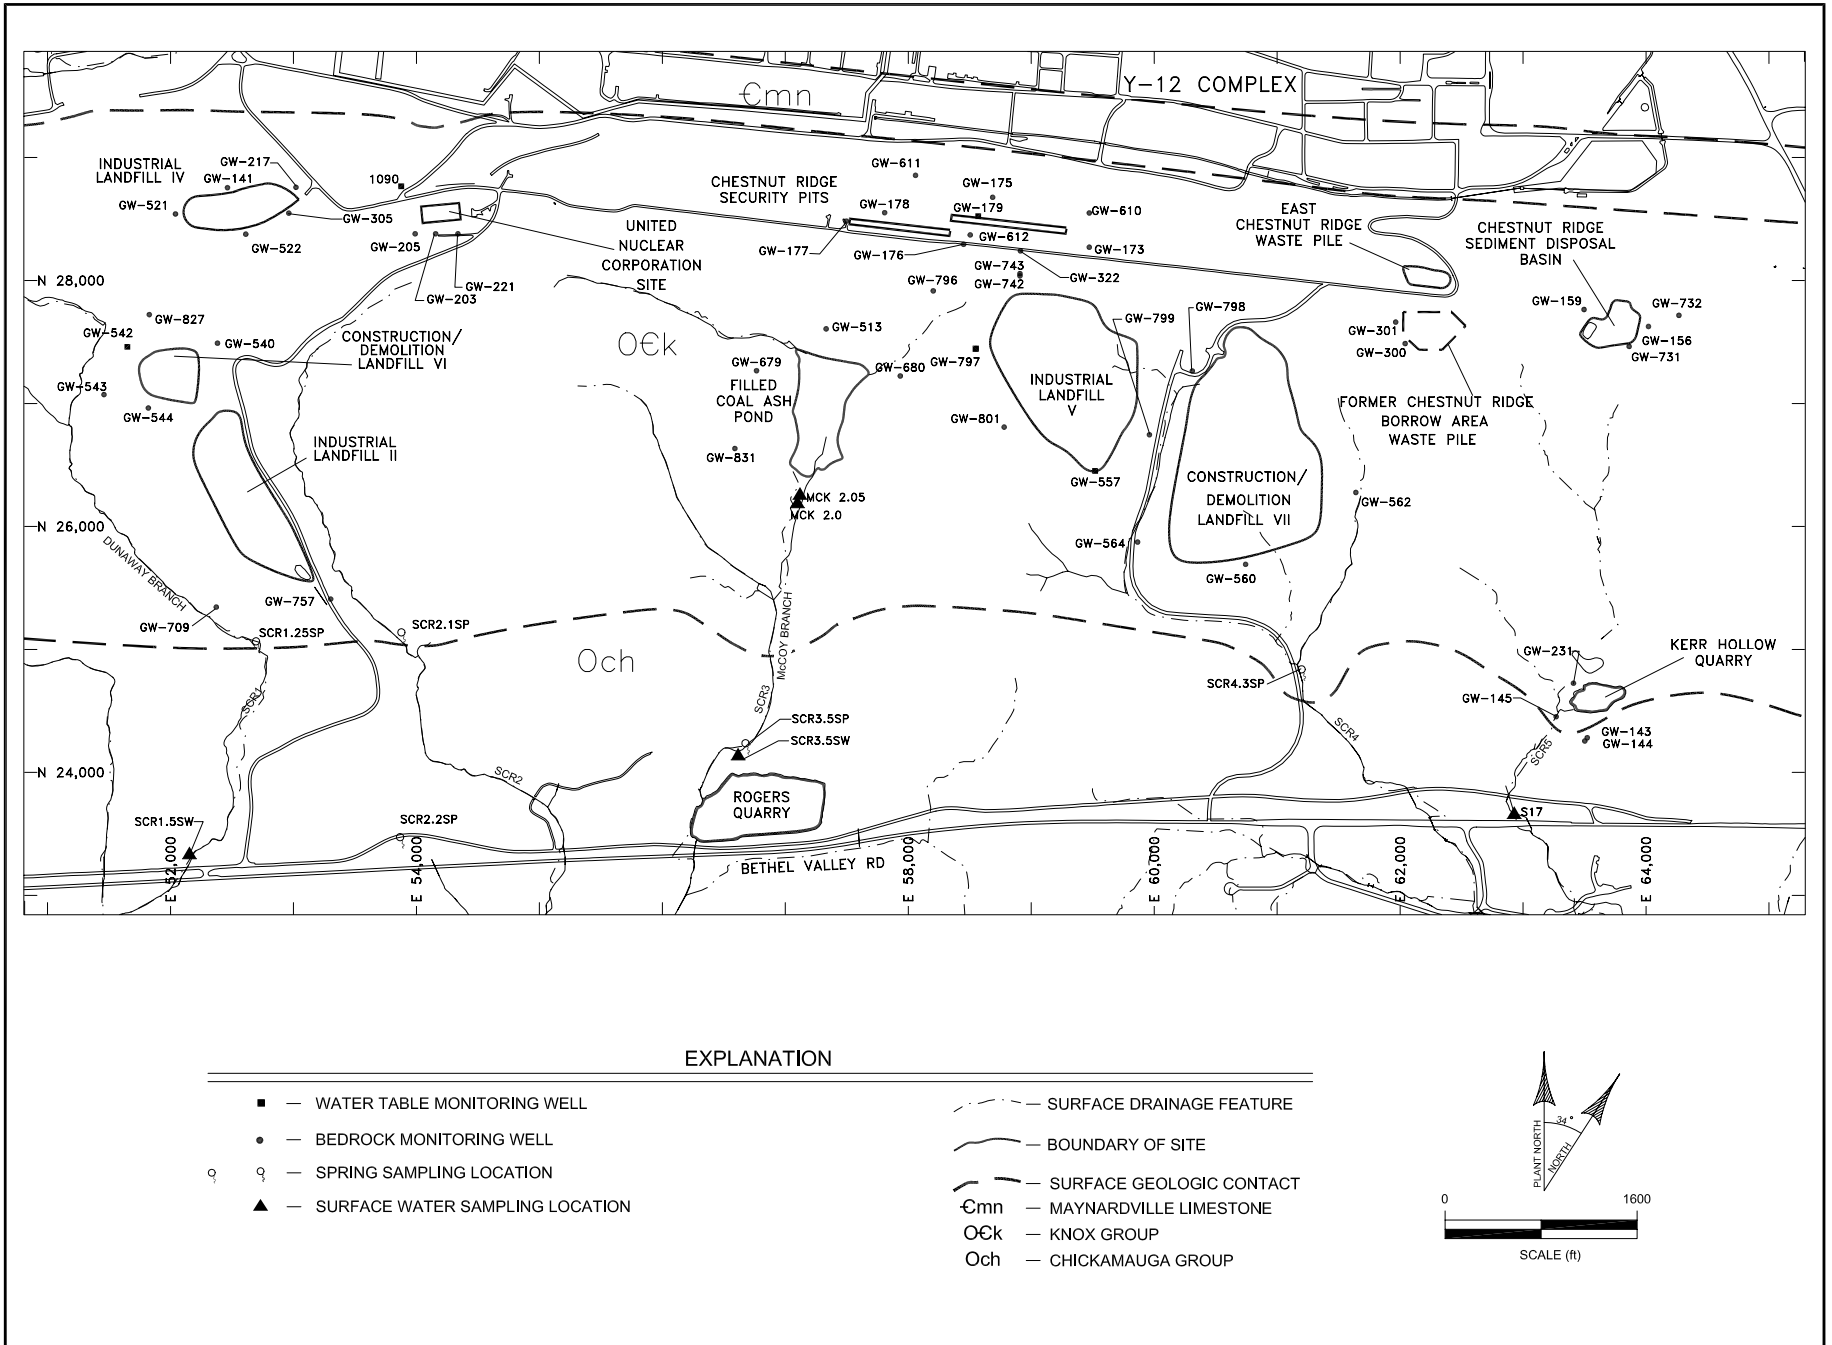 Y-12 COMPLEX
Єmn
INDUSTRIAL
LANDFILL IV
GW-217
GW-141
1090
GW-521
GW-305
GW-522
GW-205
GW-203
GW-221
UNITED
NUCLEAR
CORPORATION
SITE
CHESTNUT RIDGE
SECURITY PITS
GW-611
GW-175
GW-178
GW-179
GW-610
GW-612
GW-177
GW-176
GW-173
GW-743
GW-742
GW-322
GW-796
EAST
CHESTNUT RIDGE
WASTE PILE
CHESTNUT RIDGE
SEDIMENT DISPOSAL
BASIN
N 28,000
GW-542
GW-827
GW-540
GW-543
GW-544
CONSTRUCTION/
DEMOLITION
LANDFILL VI
OЄk
GW-513
GW-679
GW-680
FILLED
COAL ASH
POND
GW-831
GW-797
GW-801
INDUSTRIAL
LANDFILL
V
GW-799
GW-798
GW-557
GW-301
GW-300
GW-159
GW-732
GW-156
GW-731
FORMER CHESTNUT RIDGE
BORROW AREA
WASTE PILE
INDUSTRIAL
LANDFILL II
MCK 2.05
MCK 2.0
CONSTRUCTION/
DEMOLITION
LANDFILL VII
GW-562
GW-564
GW-560
N 26,000
DUNAWAY BRANCH
GW-757
GW-709
SCR1.25SP
SCR2.1SP
McCOY BRANCH
Och
SCR1
SCR3
SCR4.3SP
GW-231
KERR HOLLOW
QUARRY
GW-145
GW-143
GW-144
SCR3.5SP
SCR3.5SW
SCR4
SCR5
N 24,000
SCR2
ROGERS
QUARRY
SCR1.5SW
SCR2.2SP
S17
BETHEL VALLEY RD
E 52,000
E 54,000
E 58,000
E 60,000
E 62,000
E 64,000
EXPLANATION
— WATER TABLE MONITORING WELL
— BEDROCK MONITORING WELL
— SPRING SAMPLING LOCATION
— SURFACE WATER SAMPLING LOCATION
— SURFACE DRAINAGE FEATURE
— BOUNDARY OF SITE
— SURFACE GEOLOGIC CONTACT
Єmn — MAYNARDVILLE LIMESTONE
OЄk — KNOX GROUP
Och — CHICKAMAUGA GROUP
34°
PLANT NORTH
NORTH
0 1600
SCALE (ft)